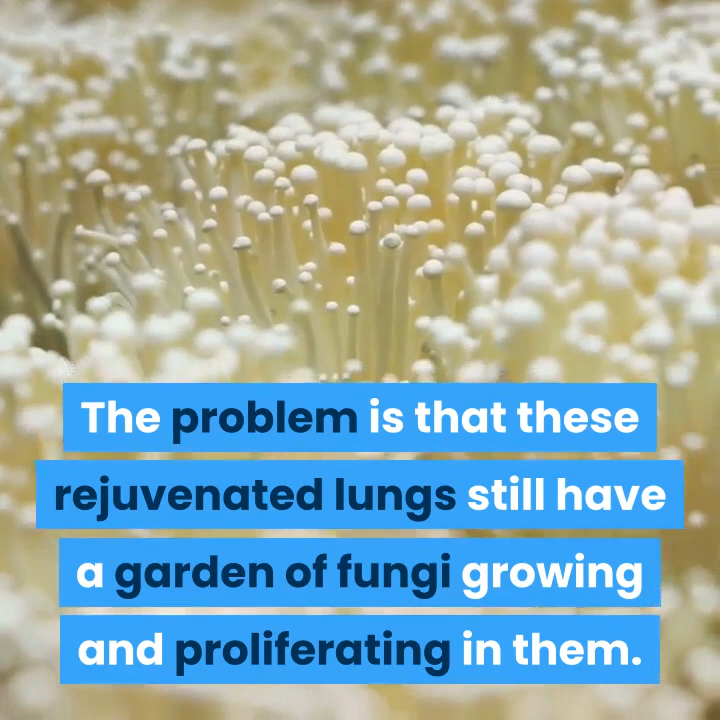 The problem is that these
rejuvenated lungs still have
a garden of fungi growing
and proliferating in them.